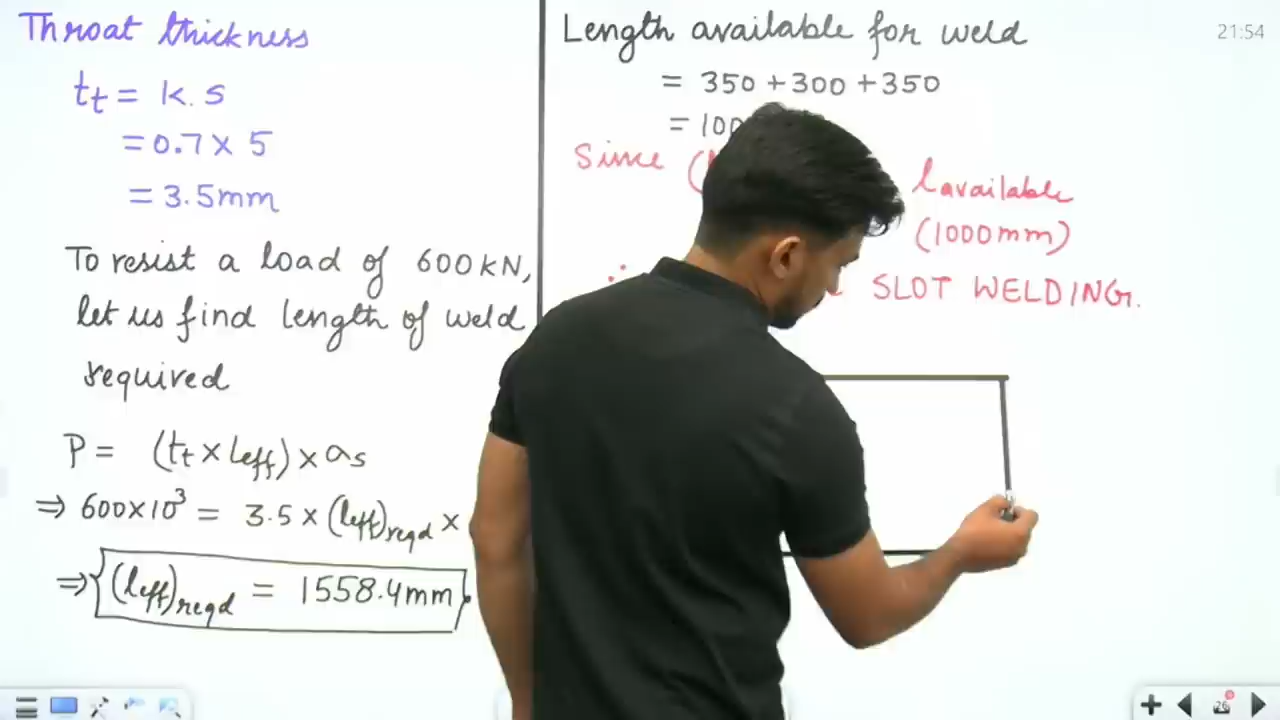 Throat thickness
tt = k.s
= 0.7 × 5
= 3.5mm
To resist a load of 600kN,
let us find length of weld
required
P = (tt × leff) × as
⇒ 600×10³ = 3.5 × (leff)reqd ×
⇒ (leff)reqd = 1558.4mm
Length available for weld
= 350 + 300 + 350
= 100
Since (
lavailable
(1000mm)
∴ SLOT WELDING.
21:54
26